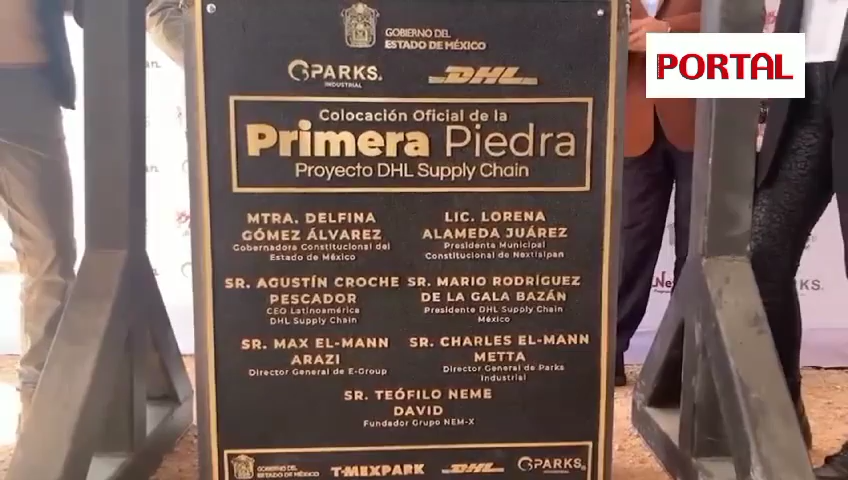 GOBIERNO DEL
ESTADO DE MÉXICO
PORTAL
GPARKS.
INDUSTRIAL
DHL
Colocación Oficial de la
Primera Piedra
Proyecto DHL Supply Chain
MTRA. DELFINA
GÓMEZ ÁLVAREZ
Gobernadora Constitucional del
Estado de México
LIC. LORENA
ALAMEDA JUÁREZ
Presidenta Municipal
Constitucional de Nextlalpan
SR. AGUSTÍN CROCHE
PESCADOR
CEO Latinoamérica
DHL Supply Chain
SR. MARIO RODRÍGUEZ
DE LA GALA BAZÁN
Presidente DHL Supply Chain
México
SR. MAX EL-MANN
ARAZI
Director General de E-Group
SR. CHARLES EL-MANN
METTA
Director General de Parks
Industrial
SR. TEÓFILO NEME
DAVID
Fundador Grupo NEM-X
GOBIERNO DEL
ESTADO DE MÉXICO
T-MEXPARK
DHL
GPARKS
INDUSTRIAL
PARKS.